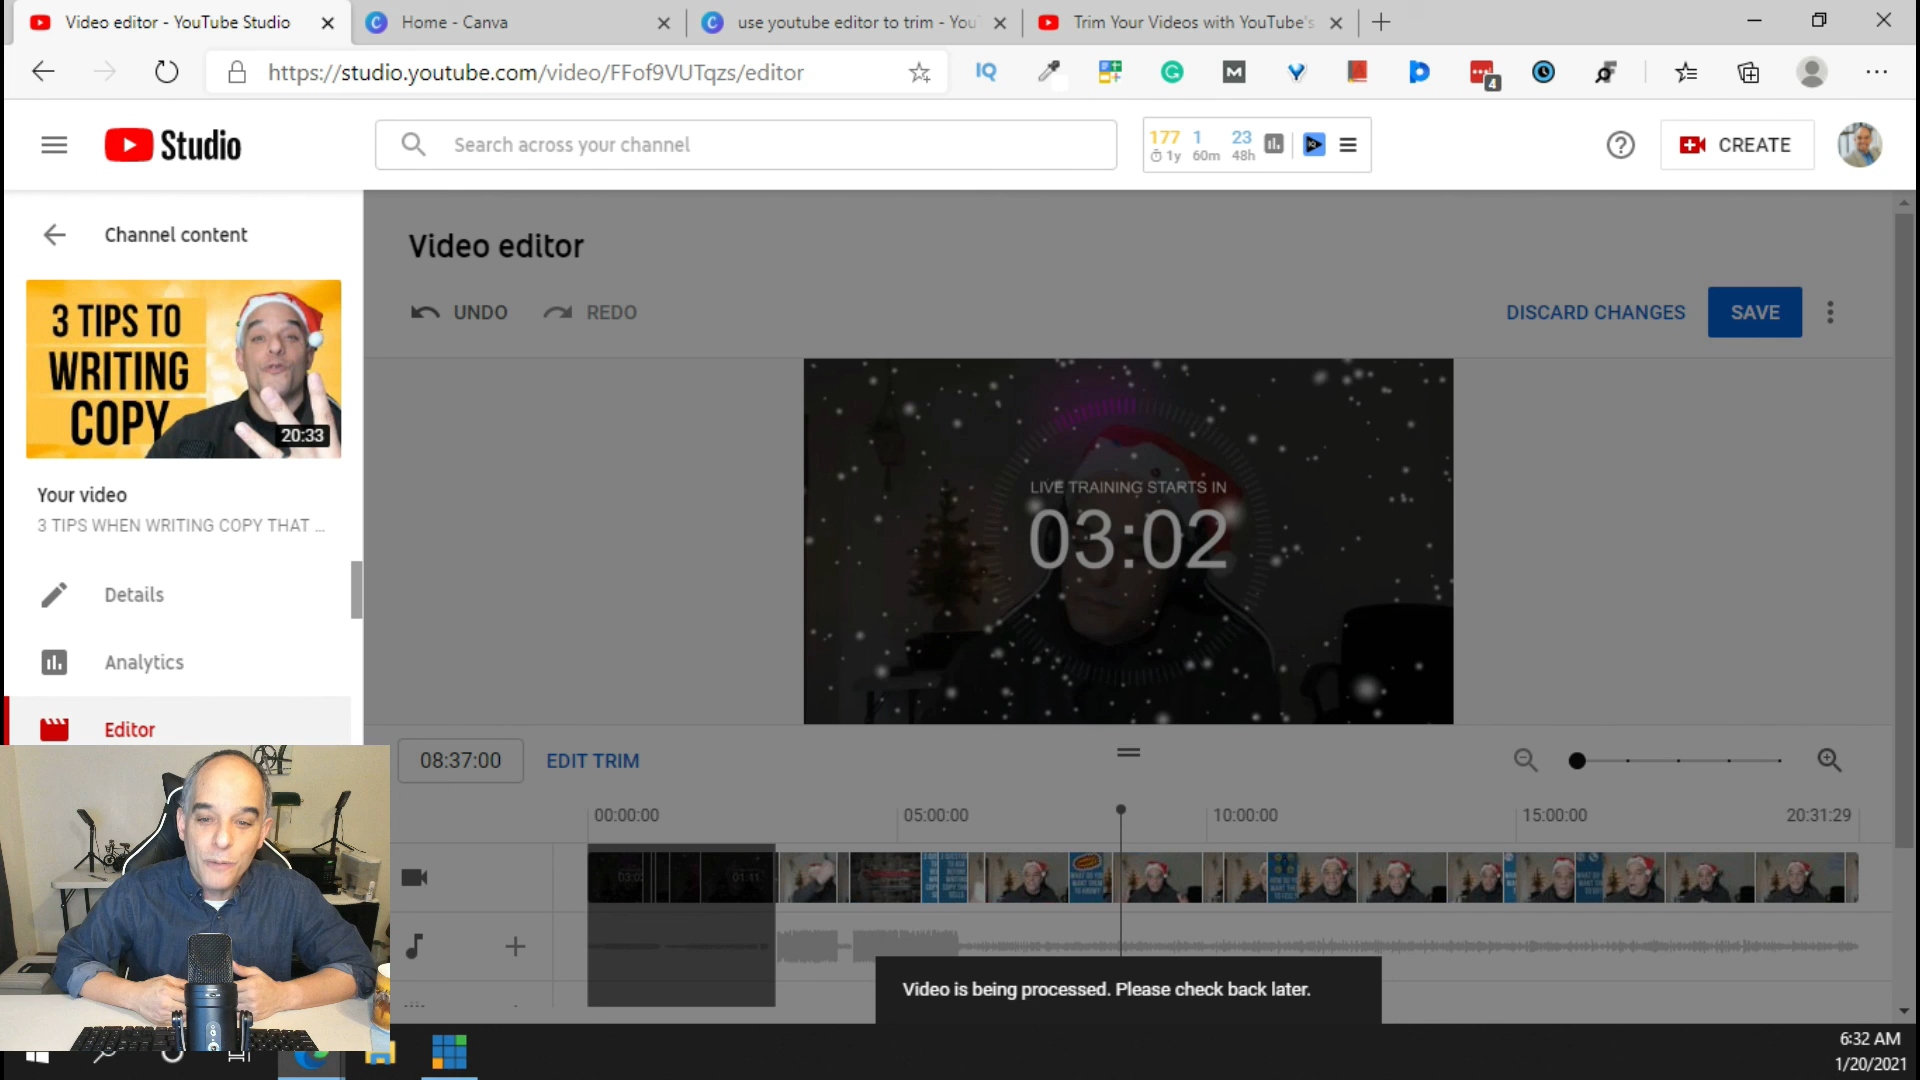 Video editor - YouTube Studio
Home - Canva
use youtube editor to trim - You
Trim Your Videos with YouTube's
https://studio.youtube.com/video/FFof9VUTqzs/editor
IQ
M
4
Studio
Search across your channel
177 1 23
1y 60m 48h
CREATE
Channel content
Video editor
3 TIPS TO
WRITING
COPY
20:33
UNDO
REDO
DISCARD CHANGES
SAVE
LIVE TRAINING STARTS IN
03:02
Your video
3 TIPS WHEN WRITING COPY THAT ...
Details
Analytics
Editor
08:37:00
EDIT TRIM
00:00:00
05:00:00
10:00:00
15:00:00
20:31:29
Video is being processed. Please check back later.
6:32 AM
1/20/2021